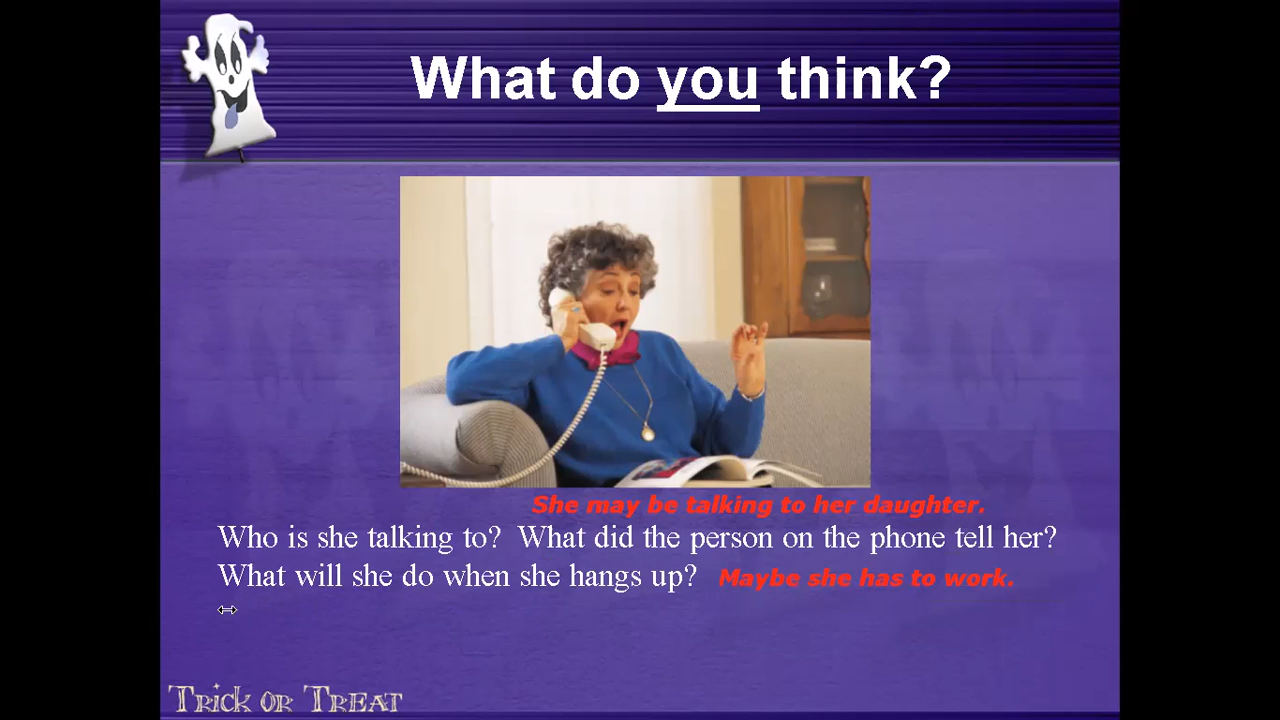 What do you think?
She may be talking to her daughter.
Who is she talking to?  What did the person on the phone tell her?
What will she do when she hangs up?  Maybe she has to work.
Trick or Treat